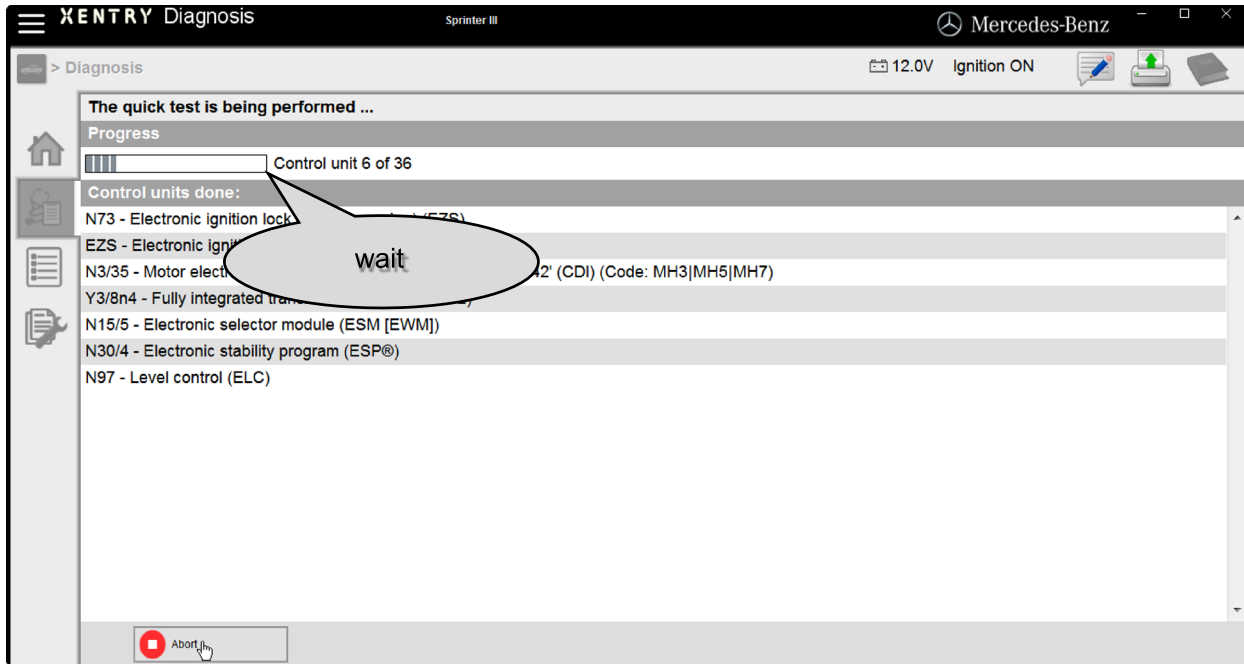 XENTRY Diagnosis
Sprinter III
Mercedes-Benz
> Diagnosis
12.0V Ignition ON
The quick test is being performed ...
Progress
Control unit 6 of 36
Control units done:
N73 - Electronic ignition lock (EZS)
EZS - Electronic
wait
N3/35 - Motor 42' (CDI) (Code: MH3|MH5|MH7)
Y3/8n4 - Fully integrated
N15/5 - Electronic selector module (ESM [EWM])
N30/4 - Electronic stability program (ESP®)
N97 - Level control (ELC)
Abort